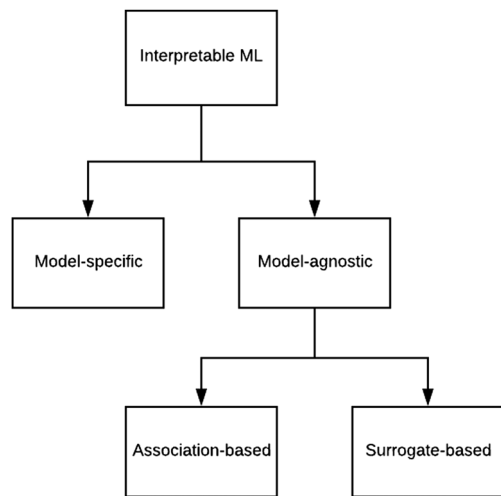 Interpretable ML
Model-specific
Model-agnostic
Association-based
Surrogate-based